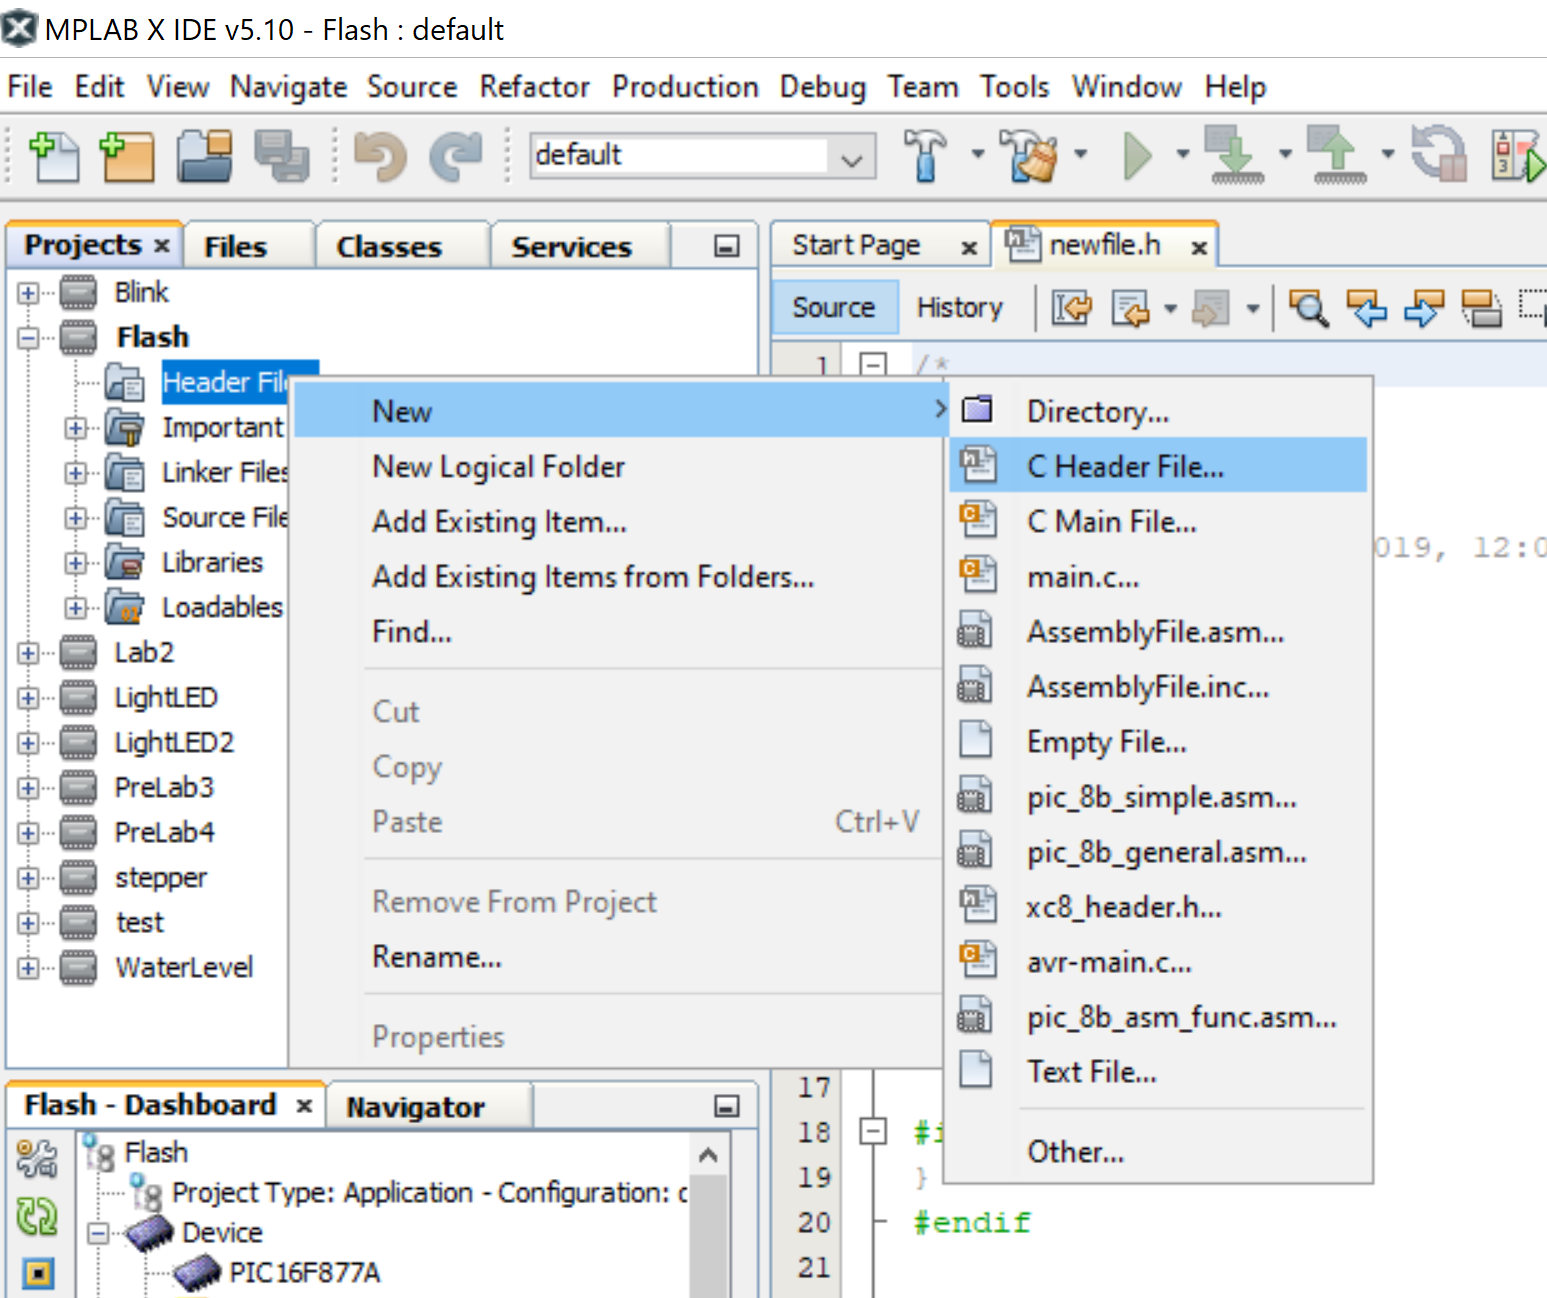 MPLAB X IDE v5.10 - Flash : default
File Edit View Navigate Source Refactor Production Debug Team Tools Window Help
default
Projects Files Classes Services
Start Page newfile.h
Source History
Blink
Flash
Header
Important
Linker Files
Source
Libraries
Loadables
Lab2
LightLED
LightLED2
PreLab3
PreLab4
stepper
test
WaterLevel
New
New Logical Folder
Add Existing Item...
Add Existing Items from Folders...
Find...
Cut
Copy
Paste Ctrl+V
Remove From Project
Rename...
Properties
Directory...
C Header File...
C Main File...
main.c...
AssemblyFile.asm...
AssemblyFile.inc...
Empty File...
pic_8b_simple.asm...
pic_8b_general.asm...
xc8_header.h...
avr-main.c...
pic_8b_asm_func.asm...
Text File...
Other...
1 /*
019, 12:0
17
18 #i
19 }
20 #endif
21
Flash - Dashboard Navigator
Flash
Project Type: Application - Configuration:
Device
PIC16F877A